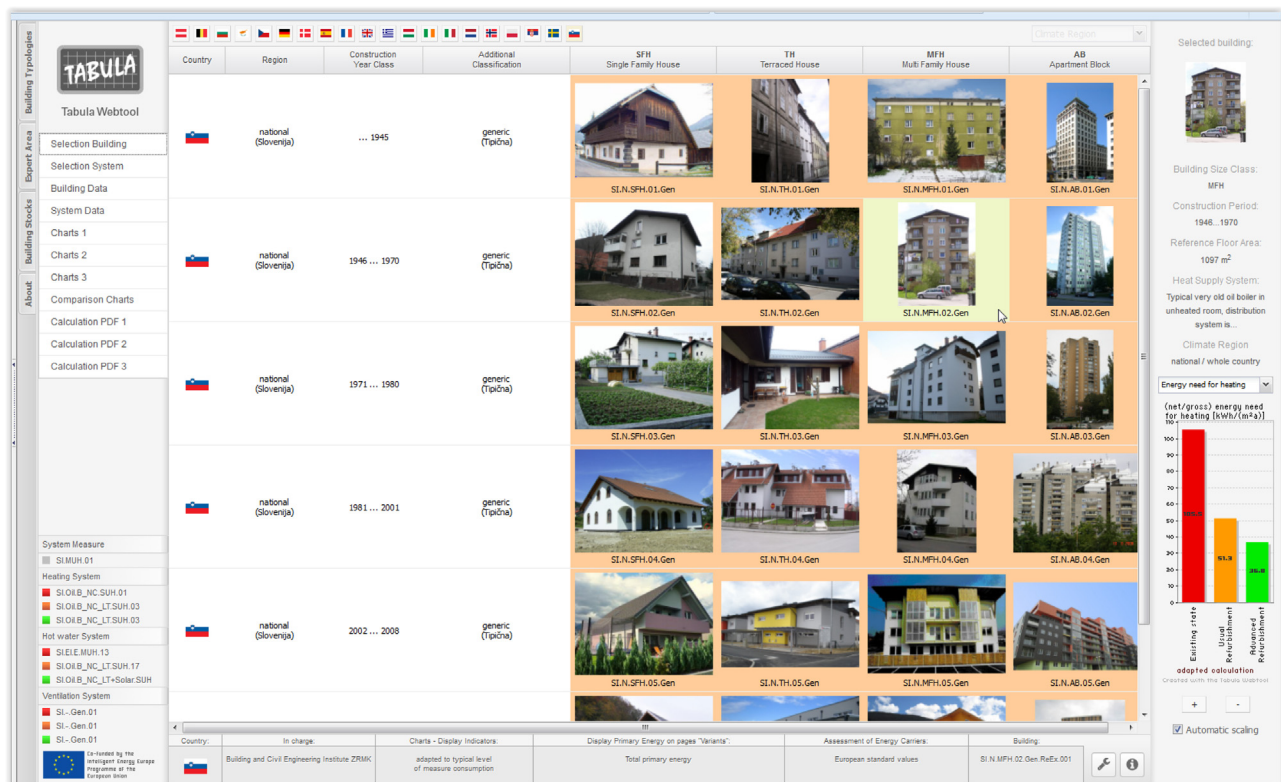 Building Typologies
Expert Area
Building Stocks
About
TABULA
Tabula Webtool
Selection Building
Selection System
Building Data
System Data
Charts 1
Charts 2
Charts 3
Comparison Charts
Calculation PDF 1
Calculation PDF 2
Calculation PDF 3
System Measure
SI.MUH.01
Heating System
SI.Oil.B_NC.SUH.01
SI.Oil.B_NC_LT.SUH.03
SI.Oil.B_NC_LT.SUH.03
Hot water System
SI.El.E.MUH.13
SI.Oil.B_NC_LT.SUH.17
SI.Oil.B_NC_LT+Solar.SUH
Ventilation System
SI.-.Gen.01
SI.-.Gen.01
SI.-.Gen.01
Co-funded by the
Intelligent Energy Europe
Programme of the
European Union
Climate Region
Country
Region
Construction
Year Class
Additional
Classification
SFH
Single Family House
TH
Terraced House
MFH
Multi Family House
AB
Apartment Block
national
(Slovenija)
... 1945
generic
(Tipična)
SI.N.SFH.01.Gen
SI.N.TH.01.Gen
SI.N.MFH.01.Gen
SI.N.AB.01.Gen
national
(Slovenija)
1946 ... 1970
generic
(Tipična)
SI.N.SFH.02.Gen
SI.N.TH.02.Gen
SI.N.MFH.02.Gen
SI.N.AB.02.Gen
national
(Slovenija)
1971 ... 1980
generic
(Tipična)
SI.N.SFH.03.Gen
SI.N.TH.03.Gen
SI.N.MFH.03.Gen
SI.N.AB.03.Gen
national
(Slovenija)
1981 ... 2001
generic
(Tipična)
SI.N.SFH.04.Gen
SI.N.TH.04.Gen
SI.N.MFH.04.Gen
SI.N.AB.04.Gen
national
(Slovenija)
2002 ... 2008
generic
(Tipična)
SI.N.SFH.05.Gen
SI.N.TH.05.Gen
SI.N.MFH.05.Gen
SI.N.AB.05.Gen
Country:
In charge:
Building and Civil Engineering Institute ZRMK
Charts - Display Indicators:
adapted to typical level
of measure consumption
Display Primary Energy on pages "Variants":
Total primary energy
Assessment of Energy Carriers:
European standard values
Building:
SI.N.MFH.02.Gen.ReEx.001
Selected building:
Building Size Class:
MFH
Construction Period:
1946...1970
Reference Floor Area:
1097 m²
Heat Supply System:
Typical very old oil boiler in
unheated room, distribution
system is...
Climate Region
national / whole country
Energy need for heating
(net/gross) energy need
for heating [kWh/(m²a)]
110
100
90
80
70
60
50
40
30
20
10
0
51.3
Existing state
Usual
Refurbishment
Advanced
Refurbishment
adapted calculation
Created with the Tabula Webtool
+
-
Automatic scaling